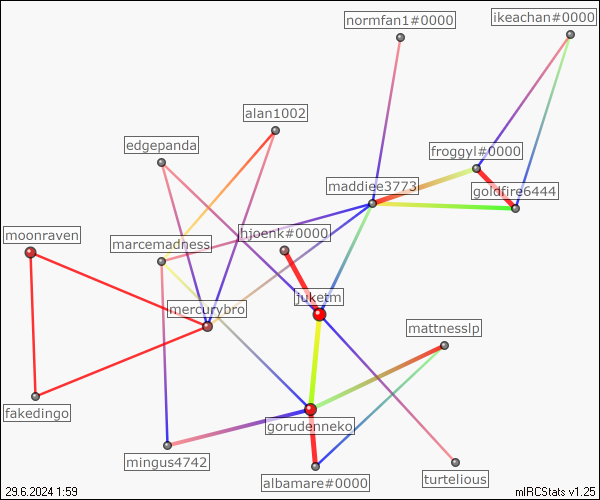 normfan1#0000
ikeachan#0000
alan1002
edgepanda
froggyl#0000
maddiee3773
goldfire6444
moonraven
hjoenk#0000
marcemadness
juketm
mercurybro
mattnesslp
fakedingo
gorudenneko
mingus4742
albamare#0000
turtelious
29.6.2024 1:59
mIRCStats v1.25